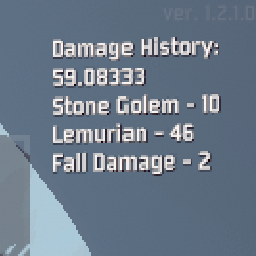 ver. 1.2.1.0
Damage History:
59.08333
Stone Golem - 10
Lemurian - 46
Fall Damage - 2